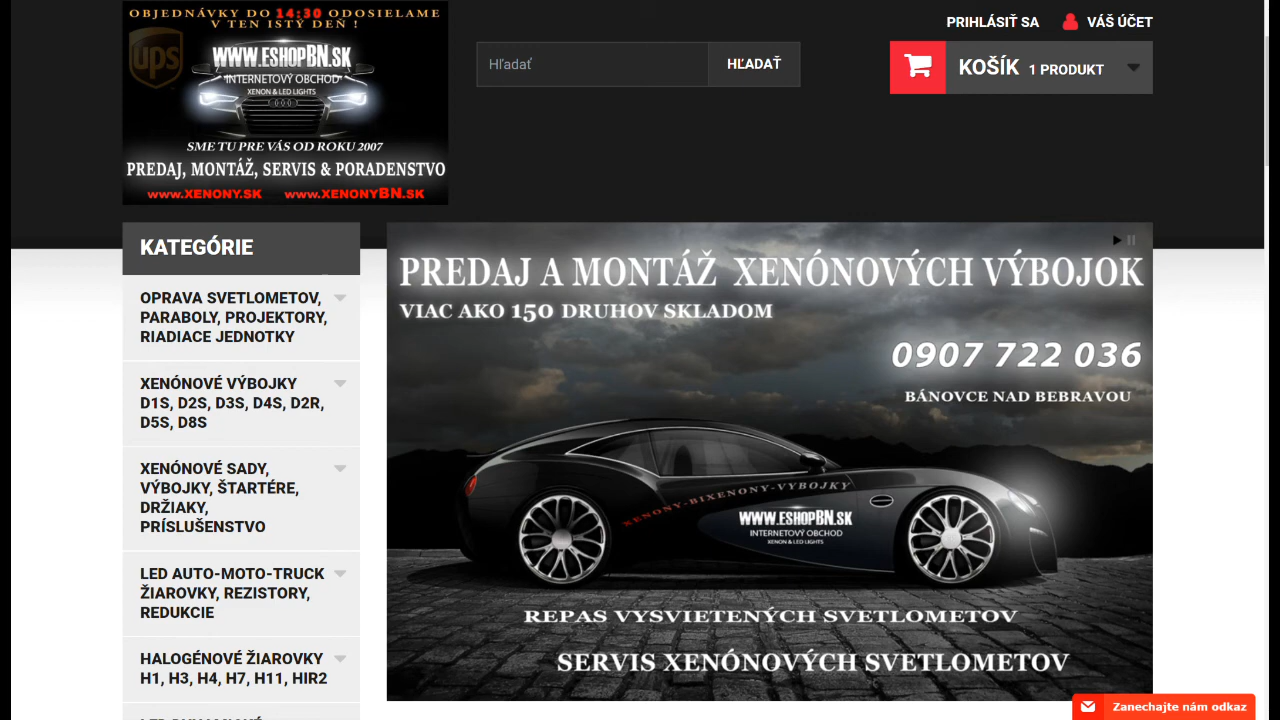 OBJEDNÁVKY DO 14:30 ODOSIELAME
V TEN ISTÝ DEŇ !
ups
WWW.ESHOPBN.SK
INTERNETOVÝ OBCHOD
XENON & LED LIGHTS
SME TU PRE VÁS OD ROKU 2007
PREDAJ, MONTÁŽ, SERVIS & PORADENSTVO
www.XENONY.SK www.XENONYBN.SK
Hľadať
HĽADAŤ
PRIHLÁSIŤ SA
VÁŠ ÚČET
KOŠÍK 1 PRODUKT
KATEGÓRIE
OPRAVA SVETLOMETOV,
PARABOLY, PROJEKTORY,
RIADIACE JEDNOTKY
XENÓNOVÉ VÝBOJKY
D1S, D2S, D3S, D4S, D2R,
D5S, D8S
XENÓNOVÉ SADY,
VÝBOJKY, ŠTARTÉRE,
DRŽIAKY,
PRÍSLUŠENSTVO
LED AUTO-MOTO-TRUCK
ŽIAROVKY, REZISTORY,
REDUKCIE
HALOGÉNOVÉ ŽIAROVKY
H1, H3, H4, H7, H11, HIR2
PREDAJ A MONTÁŽ XENÓNOVÝCH VÝBOJOK
VIAC AKO 150 DRUHOV SKLADOM
0907 722 036
BÁNOVCE NAD BEBRAVOU
XENONY-BIXENONY-VYBOJKY
WWW.ESHOPBN.SK
INTERNETOVÝ OBCHOD
XENON & LED LIGHTS
REPAS VYSVIETENÝCH SVETLOMETOV
SERVIS XENÓNOVÝCH SVETLOMETOV
Zanechajte nám odkaz